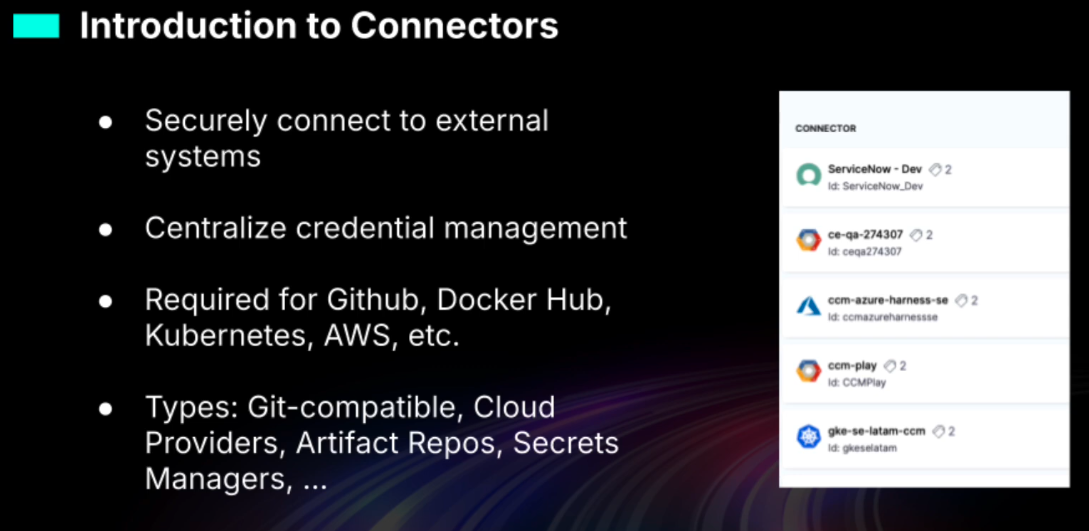 Introduction to Connectors
● Securely connect to external
systems
● Centralize credential management
● Required for Github, Docker Hub,
Kubernetes, AWS, etc.
● Types: Git-compatible, Cloud
Providers, Artifact Repos, Secrets
Managers, ...
CONNECTOR
ServiceNow - Dev 2
Id: ServiceNow_Dev
ce-qa-274307 2
Id: ceqa274307
ccm-azure-harness-se 2
Id: ccmazureharnessse
ccm-play 2
Id: CCMPlay
gke-se-latam-ccm 2
Id: gkeselatam